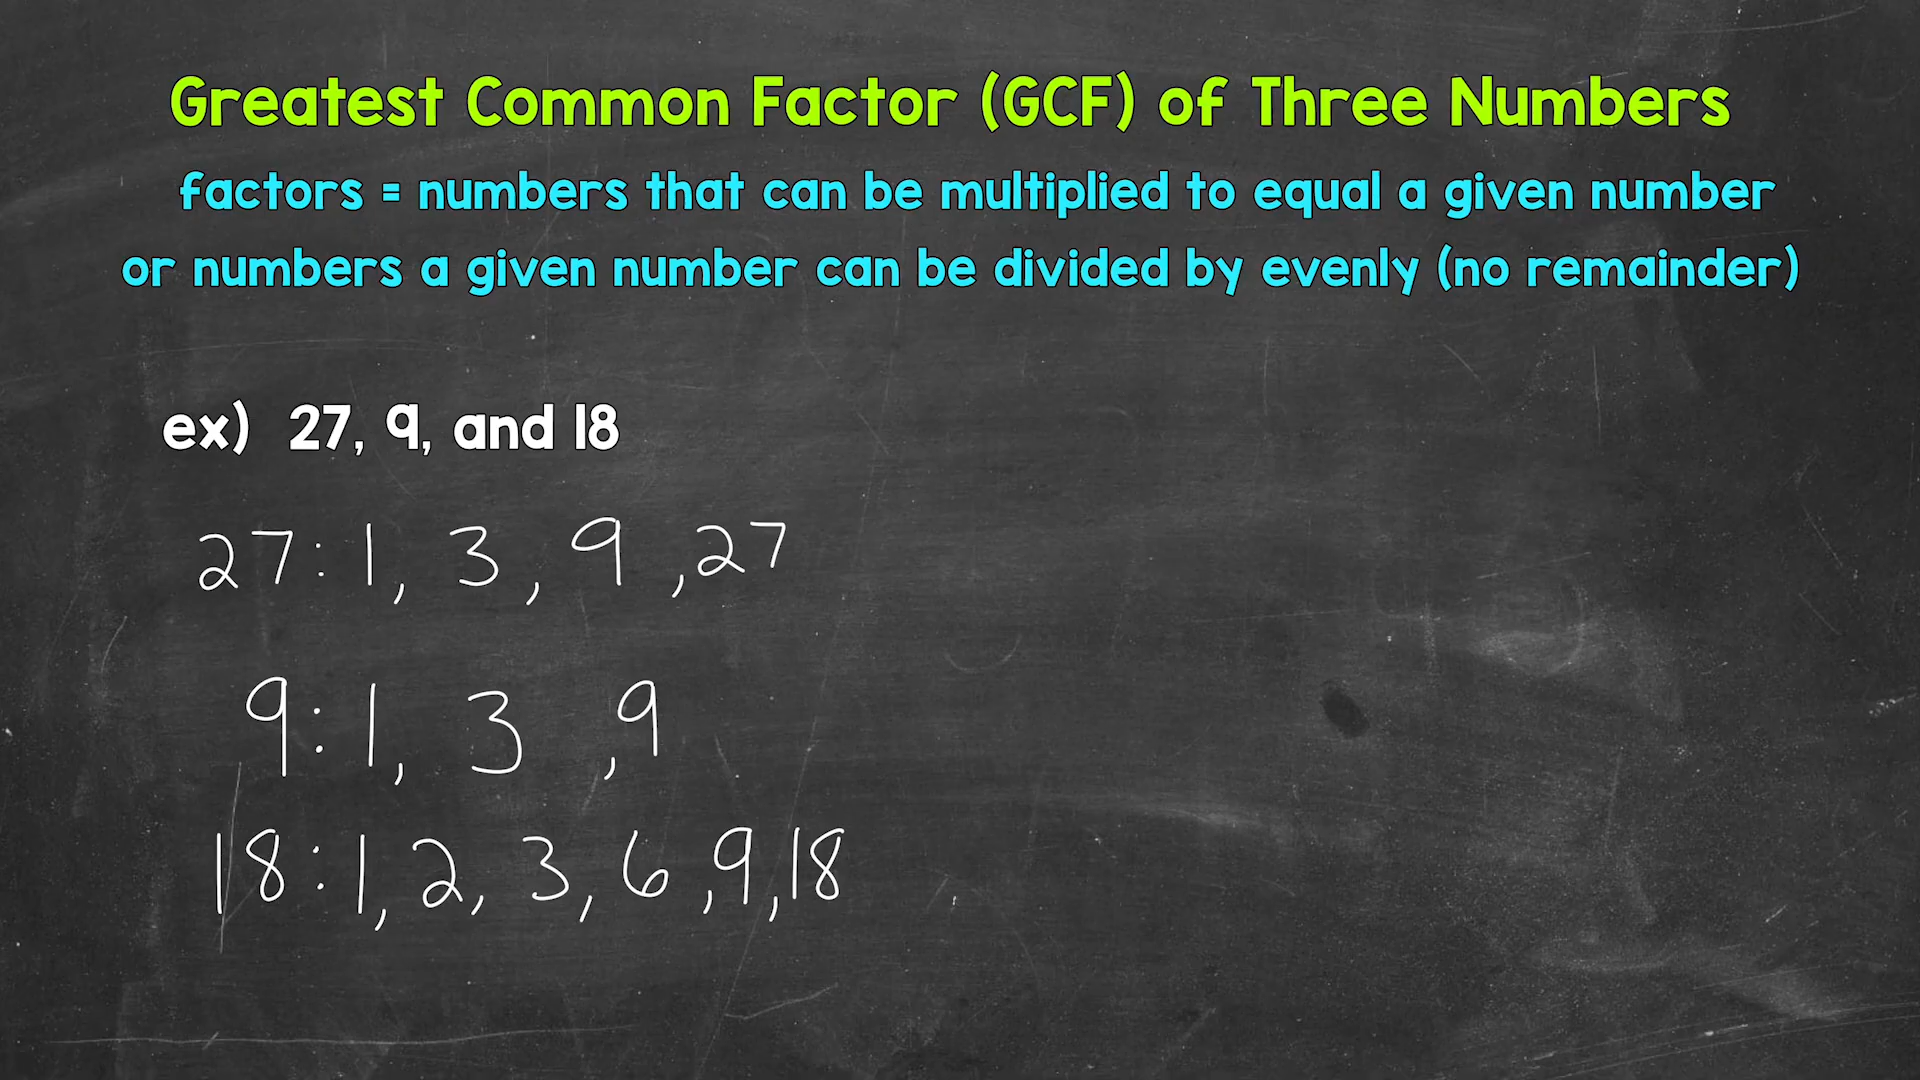 Greatest Common Factor (GCF) of Three Numbers
factors = numbers that can be multiplied to equal a given number
or numbers a given number can be divided by evenly (no remainder)
ex) 27, 9, and 18
27: 1, 3, 9, 27
9: 1, 3, 9
18: 1, 2, 3, 6, 9, 18